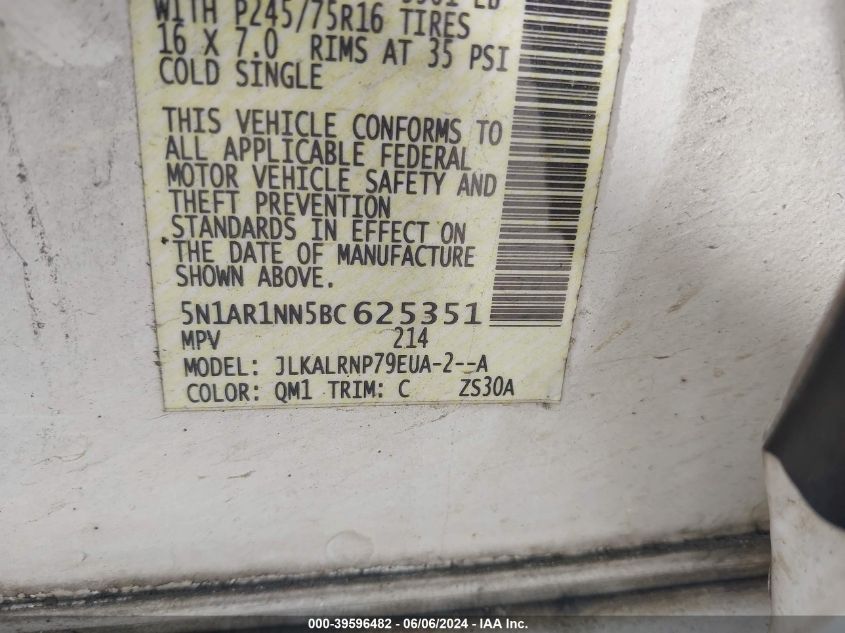 WITH P245/75R16 TIRES
16 X 7.0 RIMS AT 35 PSI
COLD SINGLE
THIS VEHICLE CONFORMS TO
ALL APPLICABLE FEDERAL
MOTOR VEHICLE SAFETY AND
THEFT PREVENTION
STANDARDS IN EFFECT ON
THE DATE OF MANUFACTURE
SHOWN ABOVE.
5N1AR1NN5BC625351
MPV 214
MODEL: JLKALRNP79EUA-2--A
COLOR: QM1 TRIM: C ZS30A
000-39596482 - 06/06/2024 - IAA Inc.